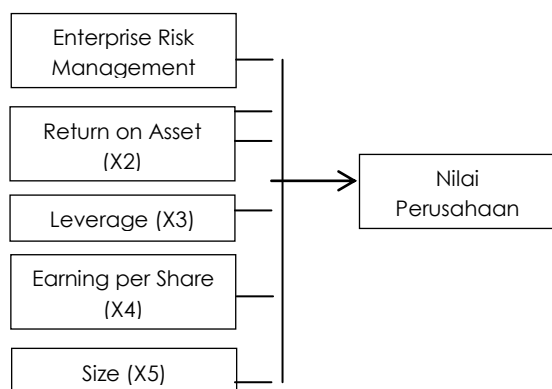 Enterprise Risk
Management
Return on Asset
(X2)
Leverage (X3)
Earning per Share
(X4)
Size (X5)
Nilai
Perusahaan